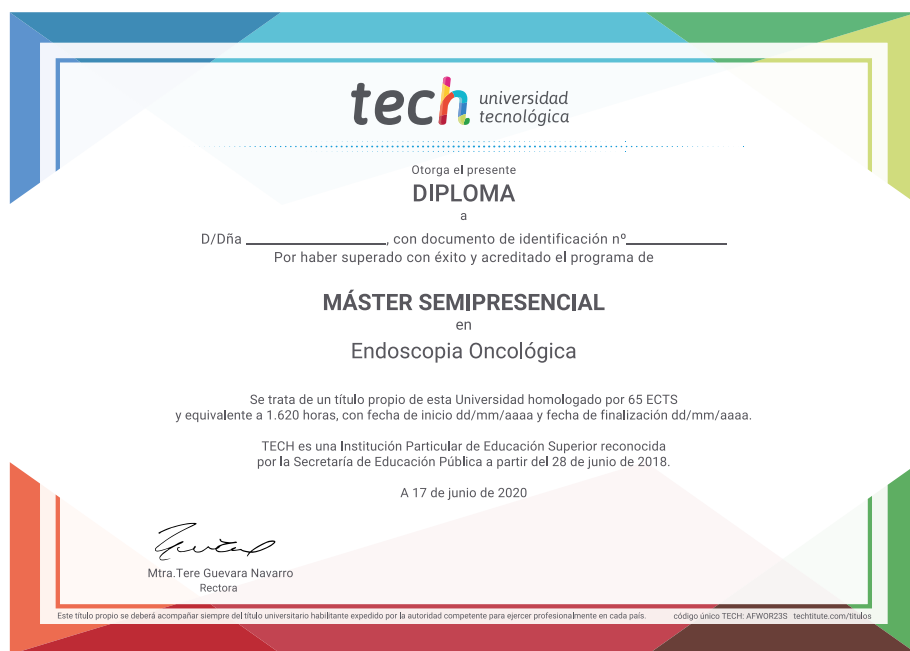 tech universidad
tecnológica
Otorga el presente
DIPLOMA
a
D/Dña ________________, con documento de identificación nº____________
Por haber superado con éxito y acreditado el programa de
MÁSTER SEMIPRESENCIAL
en
Endoscopia Oncológica
Se trata de un título propio de esta Universidad homologado por 65 ECTS
y equivalente a 1.620 horas, con fecha de inicio dd/mm/aaaa y fecha de finalización dd/mm/aaaa.
TECH es una Institución Particular de Educación Superior reconocida
por la Secretaría de Educación Pública a partir del 28 de junio de 2018.
A 17 de junio de 2020
Mtra.Tere Guevara Navarro
Rectora
Este título propio se deberá acompañar siempre del título universitario habilitante expedido por la autoridad competente para ejercer profesionalmente en cada país. código único TECH: AFWOR23S techtitute.com/titulos